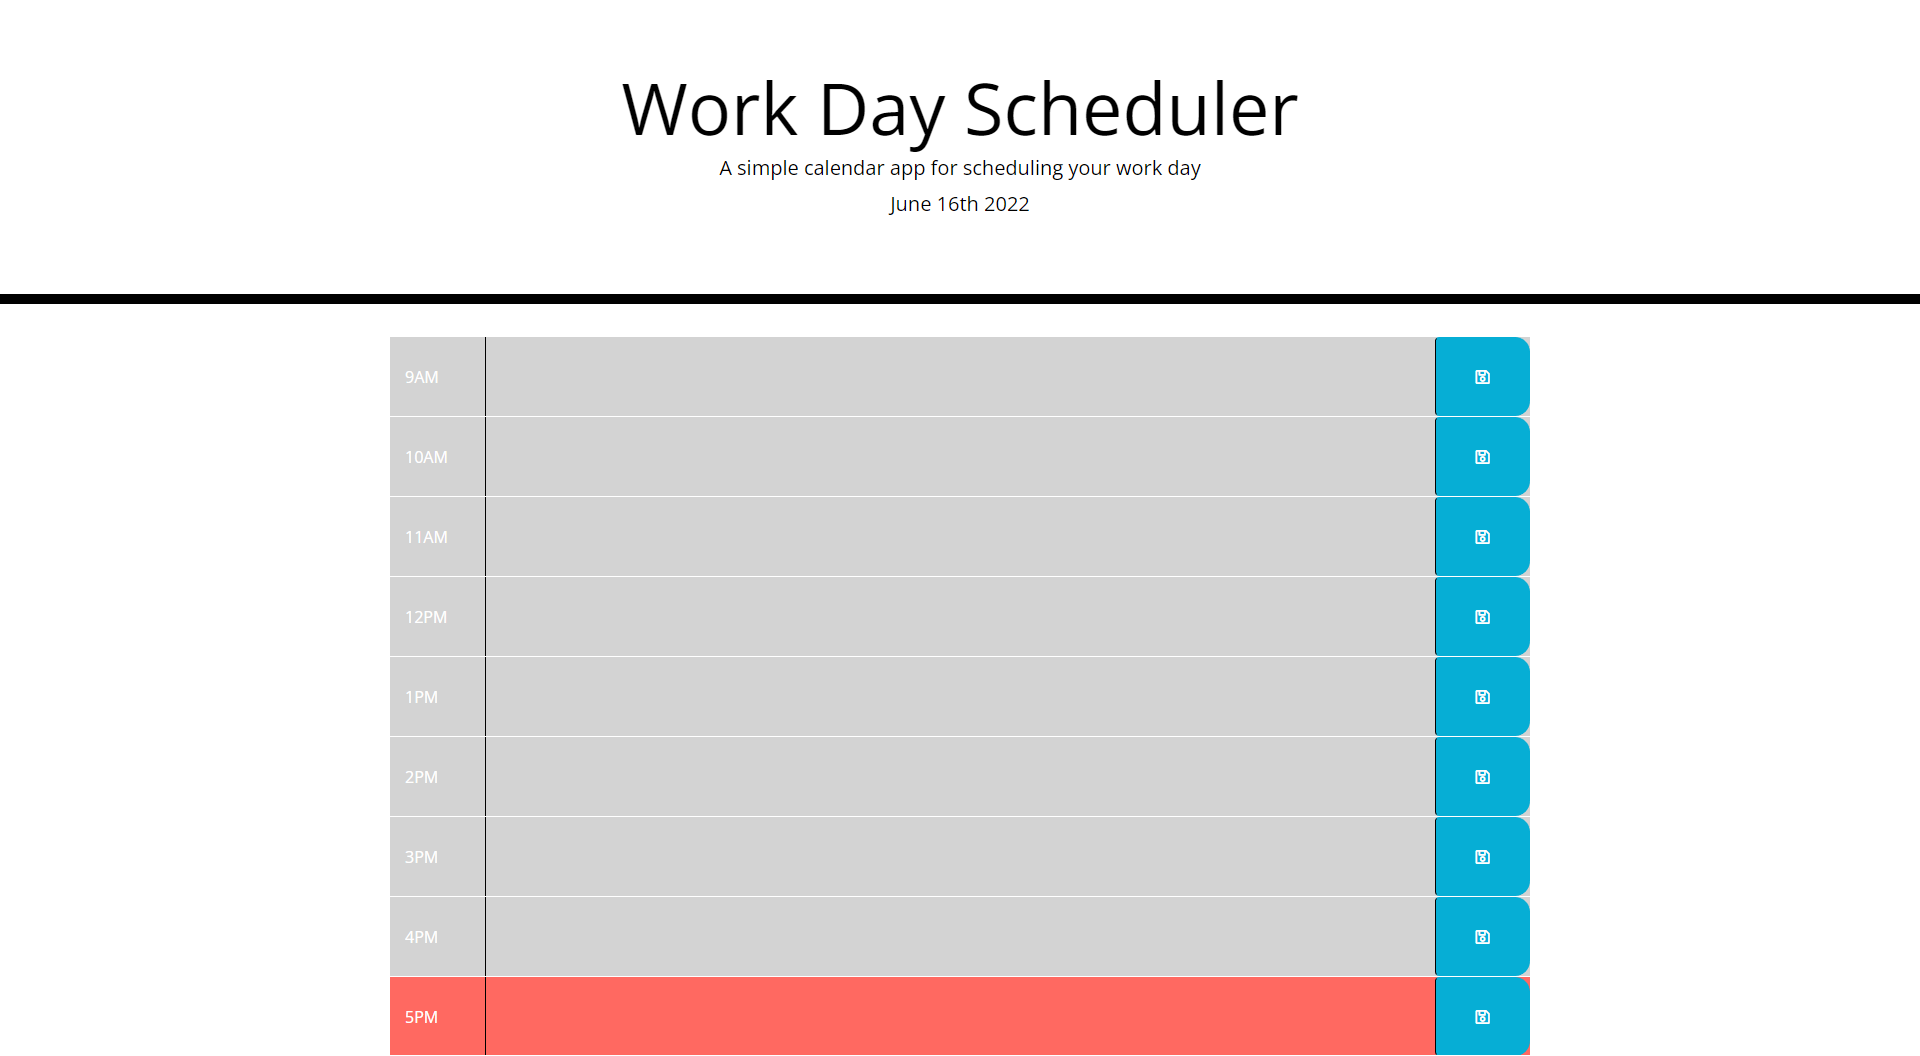 Work Day Scheduler
A simple calendar app for scheduling your work day
June 16th 2022
9AM
10AM
11AM
12PM
1PM
2PM
3PM
4PM
5PM